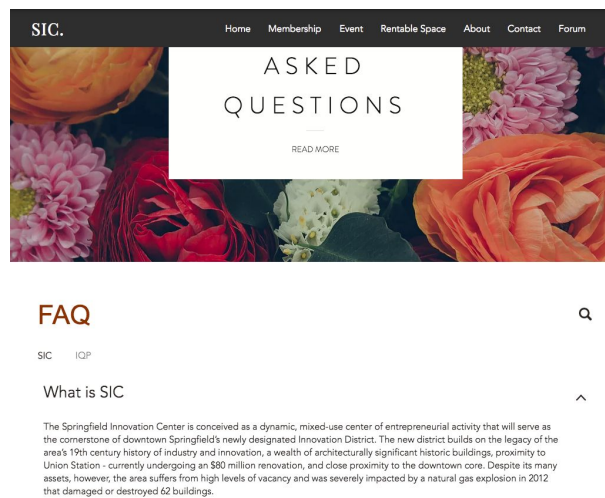 SIC.
Home Membership Event Rentable Space About Contact Forum
ASKED
QUESTIONS
READ MORE
FAQ
SIC IQP
What is SIC
The Springfield Innovation Center is conceived as a dynamic, mixed-use center of entrepreneurial activity that will serve as
the cornerstone of downtown Springfield's newly designated Innovation District. The new district builds on the legacy of the
area's 19th century history of industry and innovation, a wealth of architecturally significant historic buildings, proximity to
Union Station - currently undergoing an $80 million renovation, and close proximity to the downtown core. Despite its many
assets, however, the area suffers from high levels of vacancy and was severely impacted by a natural gas explosion in 2012
that damaged or destroyed 62 buildings.